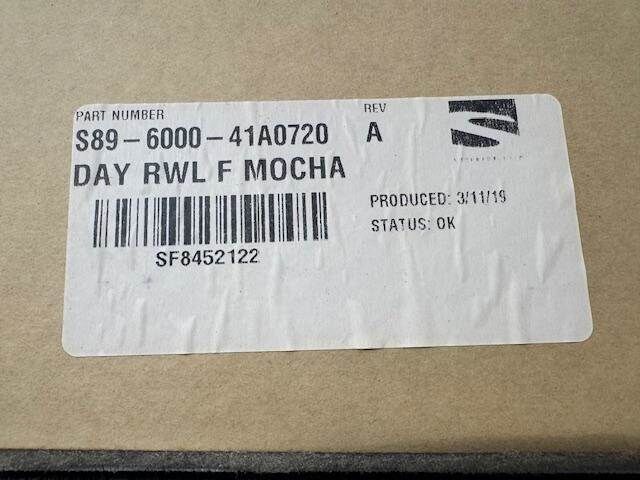 PART NUMBER
S89-6000-41A0720
REV
A
DAY RWL F MOCHA
SF8452122
PRODUCED: 3/11/19
STATUS: OK